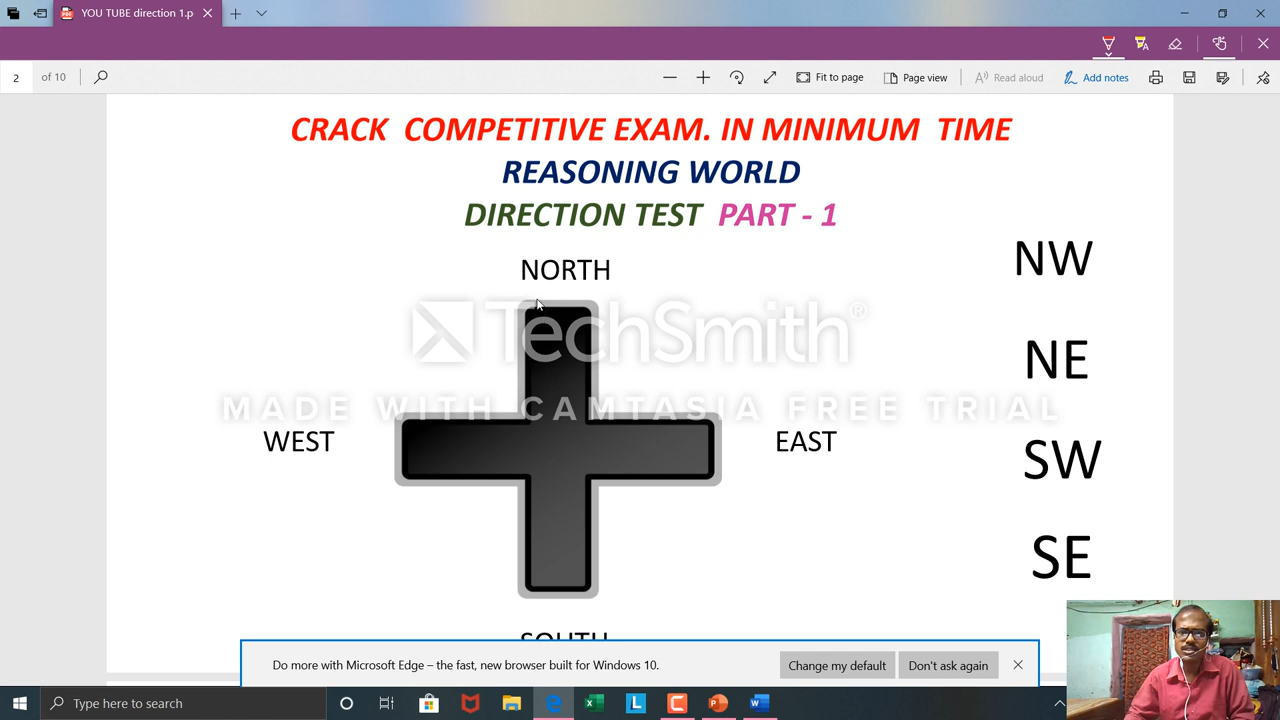 YOU TUBE direction 1.p
2 of 10
Fit to page
Page view
Read aloud
Add notes
CRACK COMPETITIVE EXAM. IN MINIMUM TIME
REASONING WORLD
DIRECTION TEST PART - 1
NORTH
NW
TechSmith®
NE
MADE WITH CAMTASIA FREE TRIAL
WEST
EAST
SW
SE
SOUTH
Do more with Microsoft Edge – the fast, new browser built for Windows 10.
Change my default
Don't ask again
Type here to search